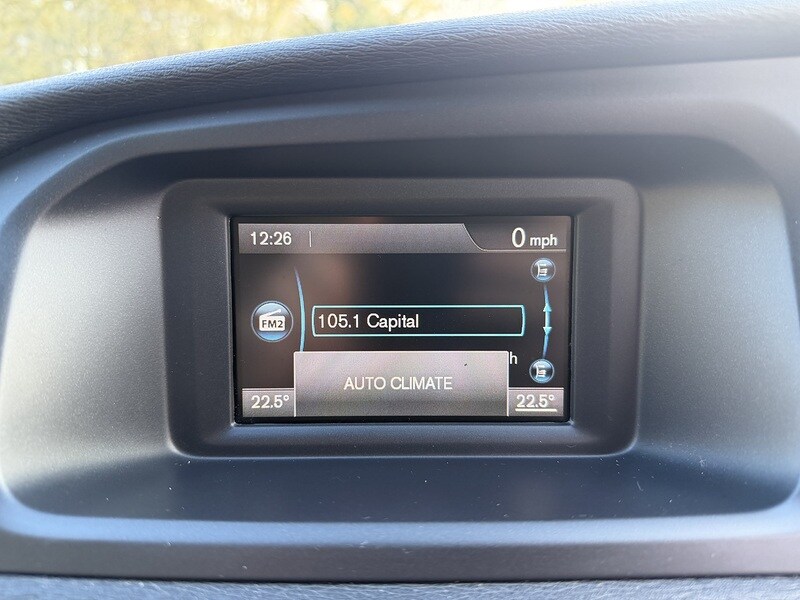 12:26
0 mph
FM2
105.1 Capital
h
AUTO CLIMATE
22.5°
22.5°